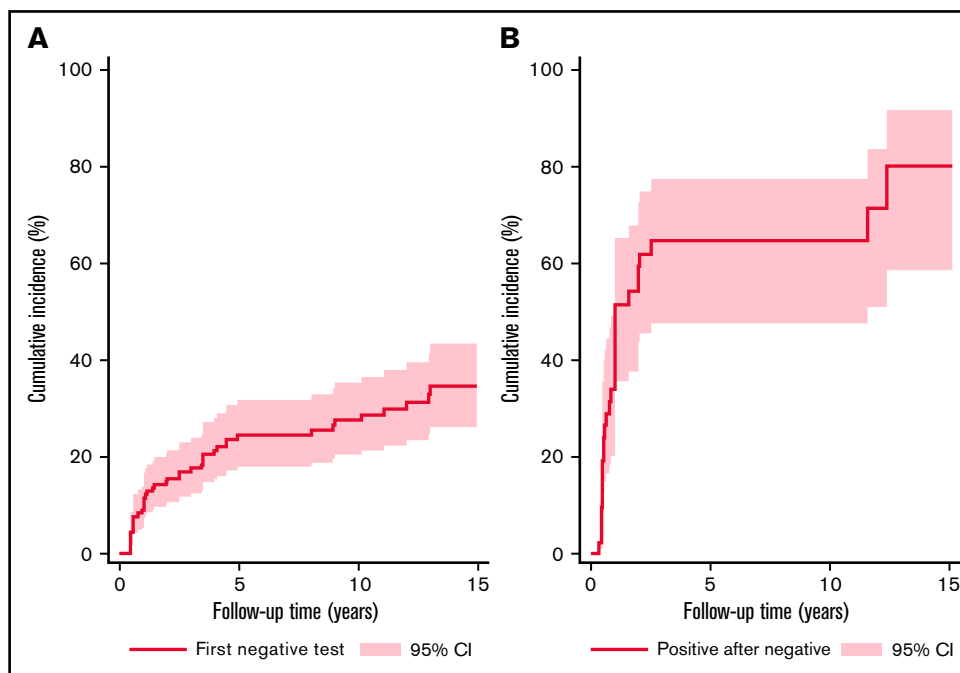 A
Cumulative incidence (%)
100
80
60
40
20
0
0 5 10 15
Follow-up time (years)
First negative test 95% CI
B
Cumulative incidence (%)
100
80
60
40
20
0
0 5 10 15
Follow-up time (years)
Positive after negative 95% CI